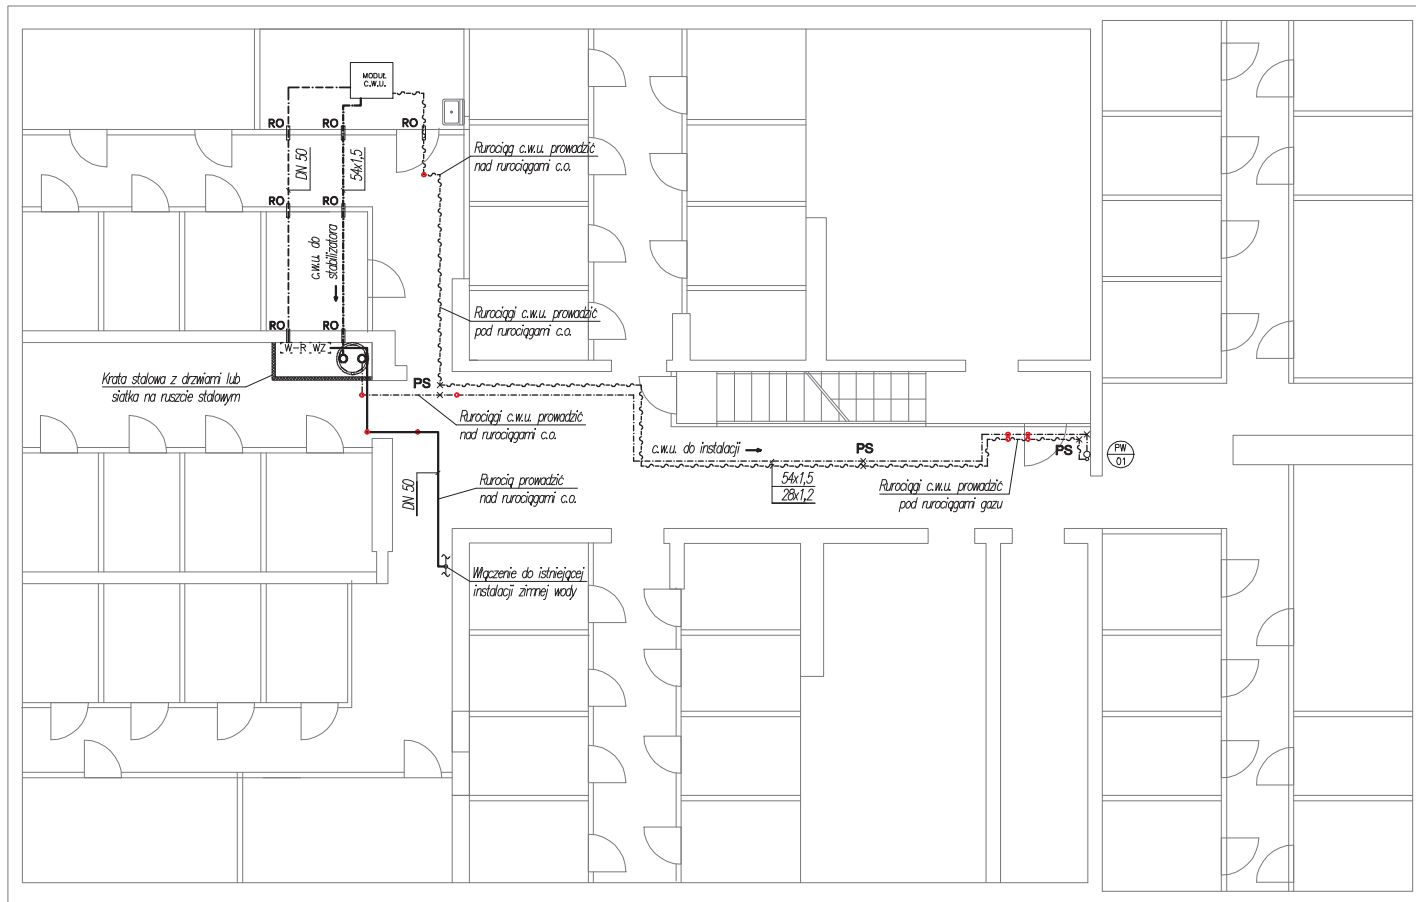 MODUŁ
C.W.U.
RO
RO
RO
DN 50
54x1,5
Rurociąg c.w.u. prowadzić
nad rurociągami c.o.
RO
RO
c.w.u. do
stabilizatora
Rurociągi c.w.u. prowadzić
pod rurociągami c.o.
RO
RO
W-R WZ
Krata stalowa z drzwiami lub
siatka na ruszcie stalowym
PS
Rurociągi c.w.u. prowadzić
nad rurociągami c.o.
c.w.u. do instalacji
PS
PS
PW
01
54x1,5
28x1,2
Rurociągi c.w.u. prowadzić
pod rurociągami gazu
DN 50
Rurocią prowadzić
nad rurociągami c.o.
Włączenie do istniejącej
instalacji zimnej wody